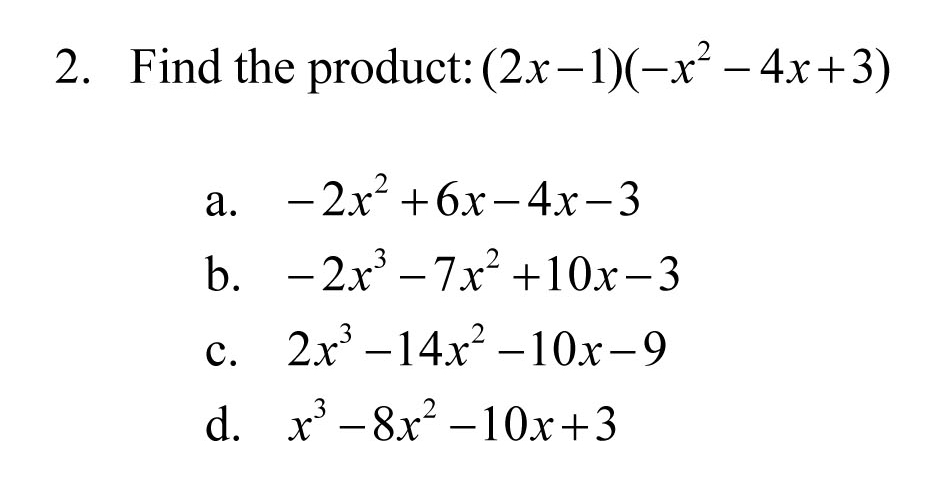 2. Find the product: (2x−1)(−x² − 4x+3)
a. −2x² +6x−4x−3
b. −2x³ −7x² +10x−3
c. 2x³ −14x² −10x−9
d. x³ −8x² −10x+3